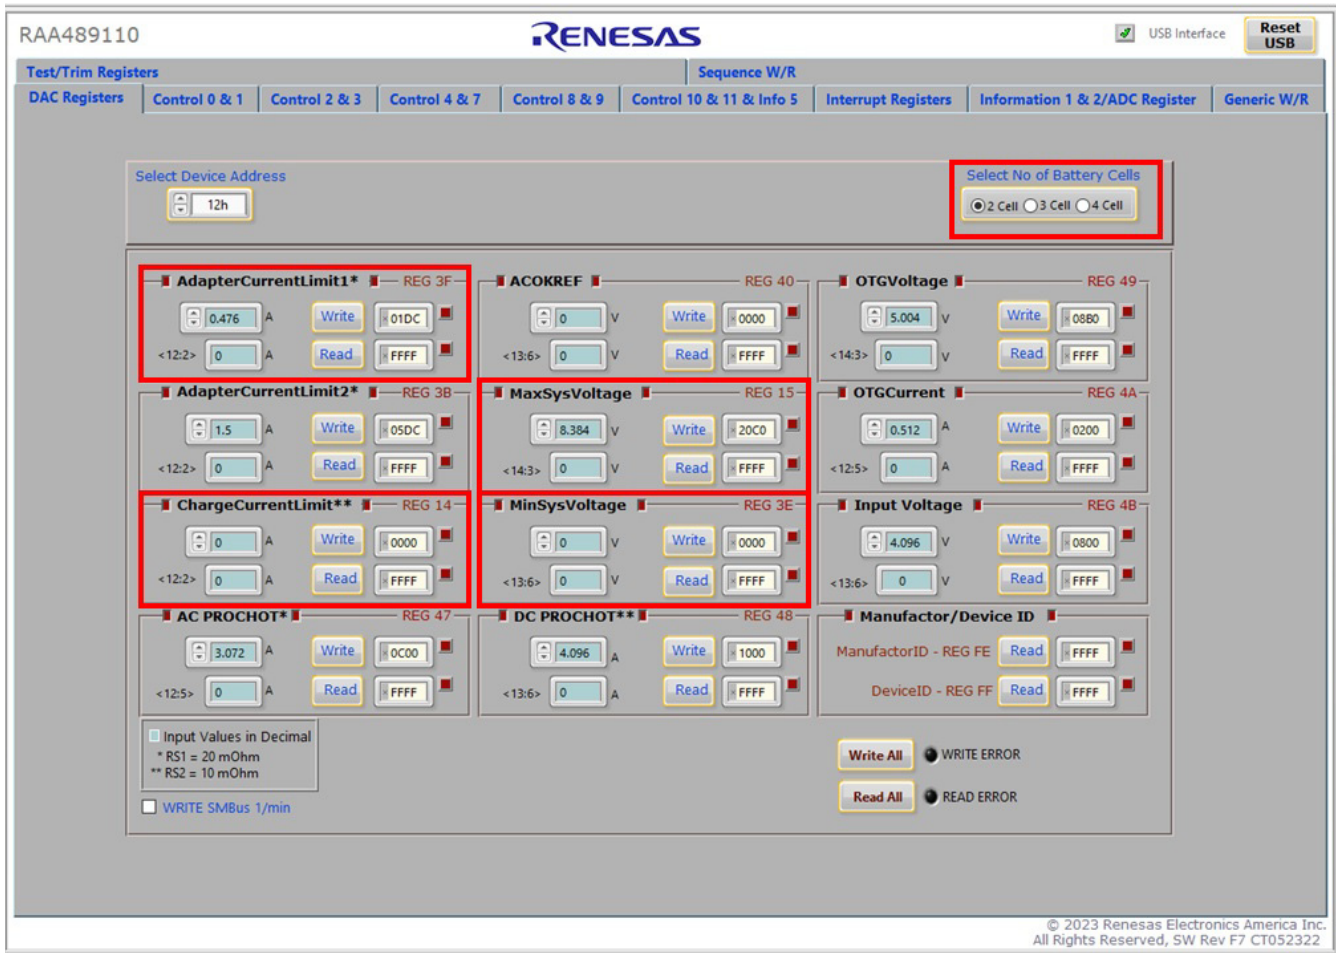 RAA489110
RENESAS
USB Interface
Reset USB
Test/Trim Registers
Sequence W/R
DAC Registers
Control 0 & 1
Control 2 & 3
Control 4 & 7
Control 8 & 9
Control 10 & 11 & Info 5
Interrupt Registers
Information 1 & 2/ADC Register
Generic W/R
Select Device Address
12h
Select No of Battery Cells
2 Cell 3 Cell 4 Cell
AdapterCurrentLimit1* REG 3F
0.476 A Write ×01DC
<12:2> 0 A Read ×FFFF
ACOKREF REG 40
0 V Write ×0000
<13:6> 0 V Read ×FFFF
OTGVoltage REG 49
5.004 V Write ×08B0
<14:3> 0 V Read ×FFFF
AdapterCurrentLimit2* REG 3B
1.5 A Write ×05DC
<12:2> 0 A Read ×FFFF
MaxSysVoltage REG 15
8.384 V Write ×20C0
<14:3> 0 V Read ×FFFF
OTGCurrent REG 4A
0.512 A Write ×0200
<12:5> 0 A Read ×FFFF
ChargeCurrentLimit** REG 14
0 A Write ×0000
<12:2> 0 A Read ×FFFF
MinSysVoltage REG 3E
0 V Write ×0000
<13:6> 0 V Read ×FFFF
Input Voltage REG 4B
4.096 V Write ×0800
<13:6> 0 V Read ×FFFF
AC PROCHOT* REG 47
3.072 A Write ×0C00
<12:5> 0 A Read ×FFFF
DC PROCHOT** REG 48
4.096 A Write ×1000
<13:6> 0 A Read ×FFFF
Manufactor/Device ID
ManufactorID - REG FE Read ×FFFF
DeviceID - REG FF Read ×FFFF
Input Values in Decimal
* RS1 = 20 mOhm
** RS2 = 10 mOhm
WRITE SMBus 1/min
Write All WRITE ERROR
Read All READ ERROR
© 2023 Renesas Electronics America Inc.
All Rights Reserved, SW Rev F7 CT052322